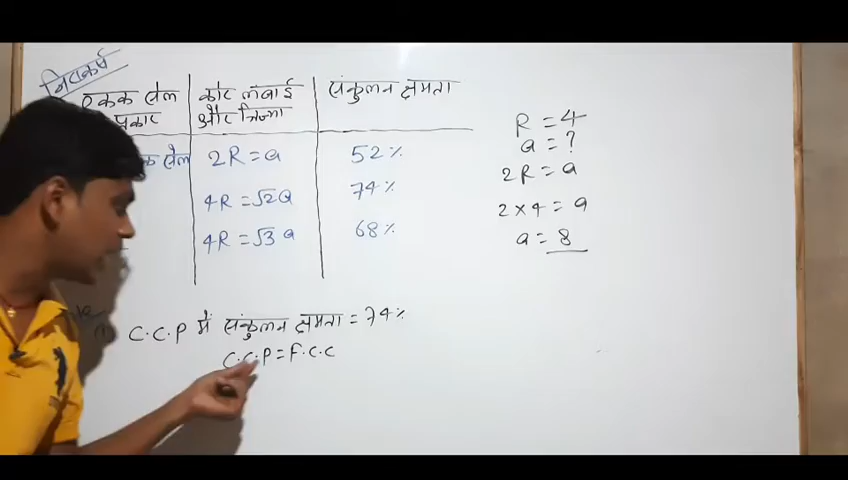 निष्कर्ष
एकक सेल कोर लंबाई संकुलन क्षमता
प्रकार और त्रिज्या
सेल 2R = a 52%
4R = √2a 74%
4R = √3 a 68%
C.C.P में संकुलन क्षमता = 74%
C.C.P = F.C.C
R = 4
a = ?
2R = a
2 × 4 = a
a = 8